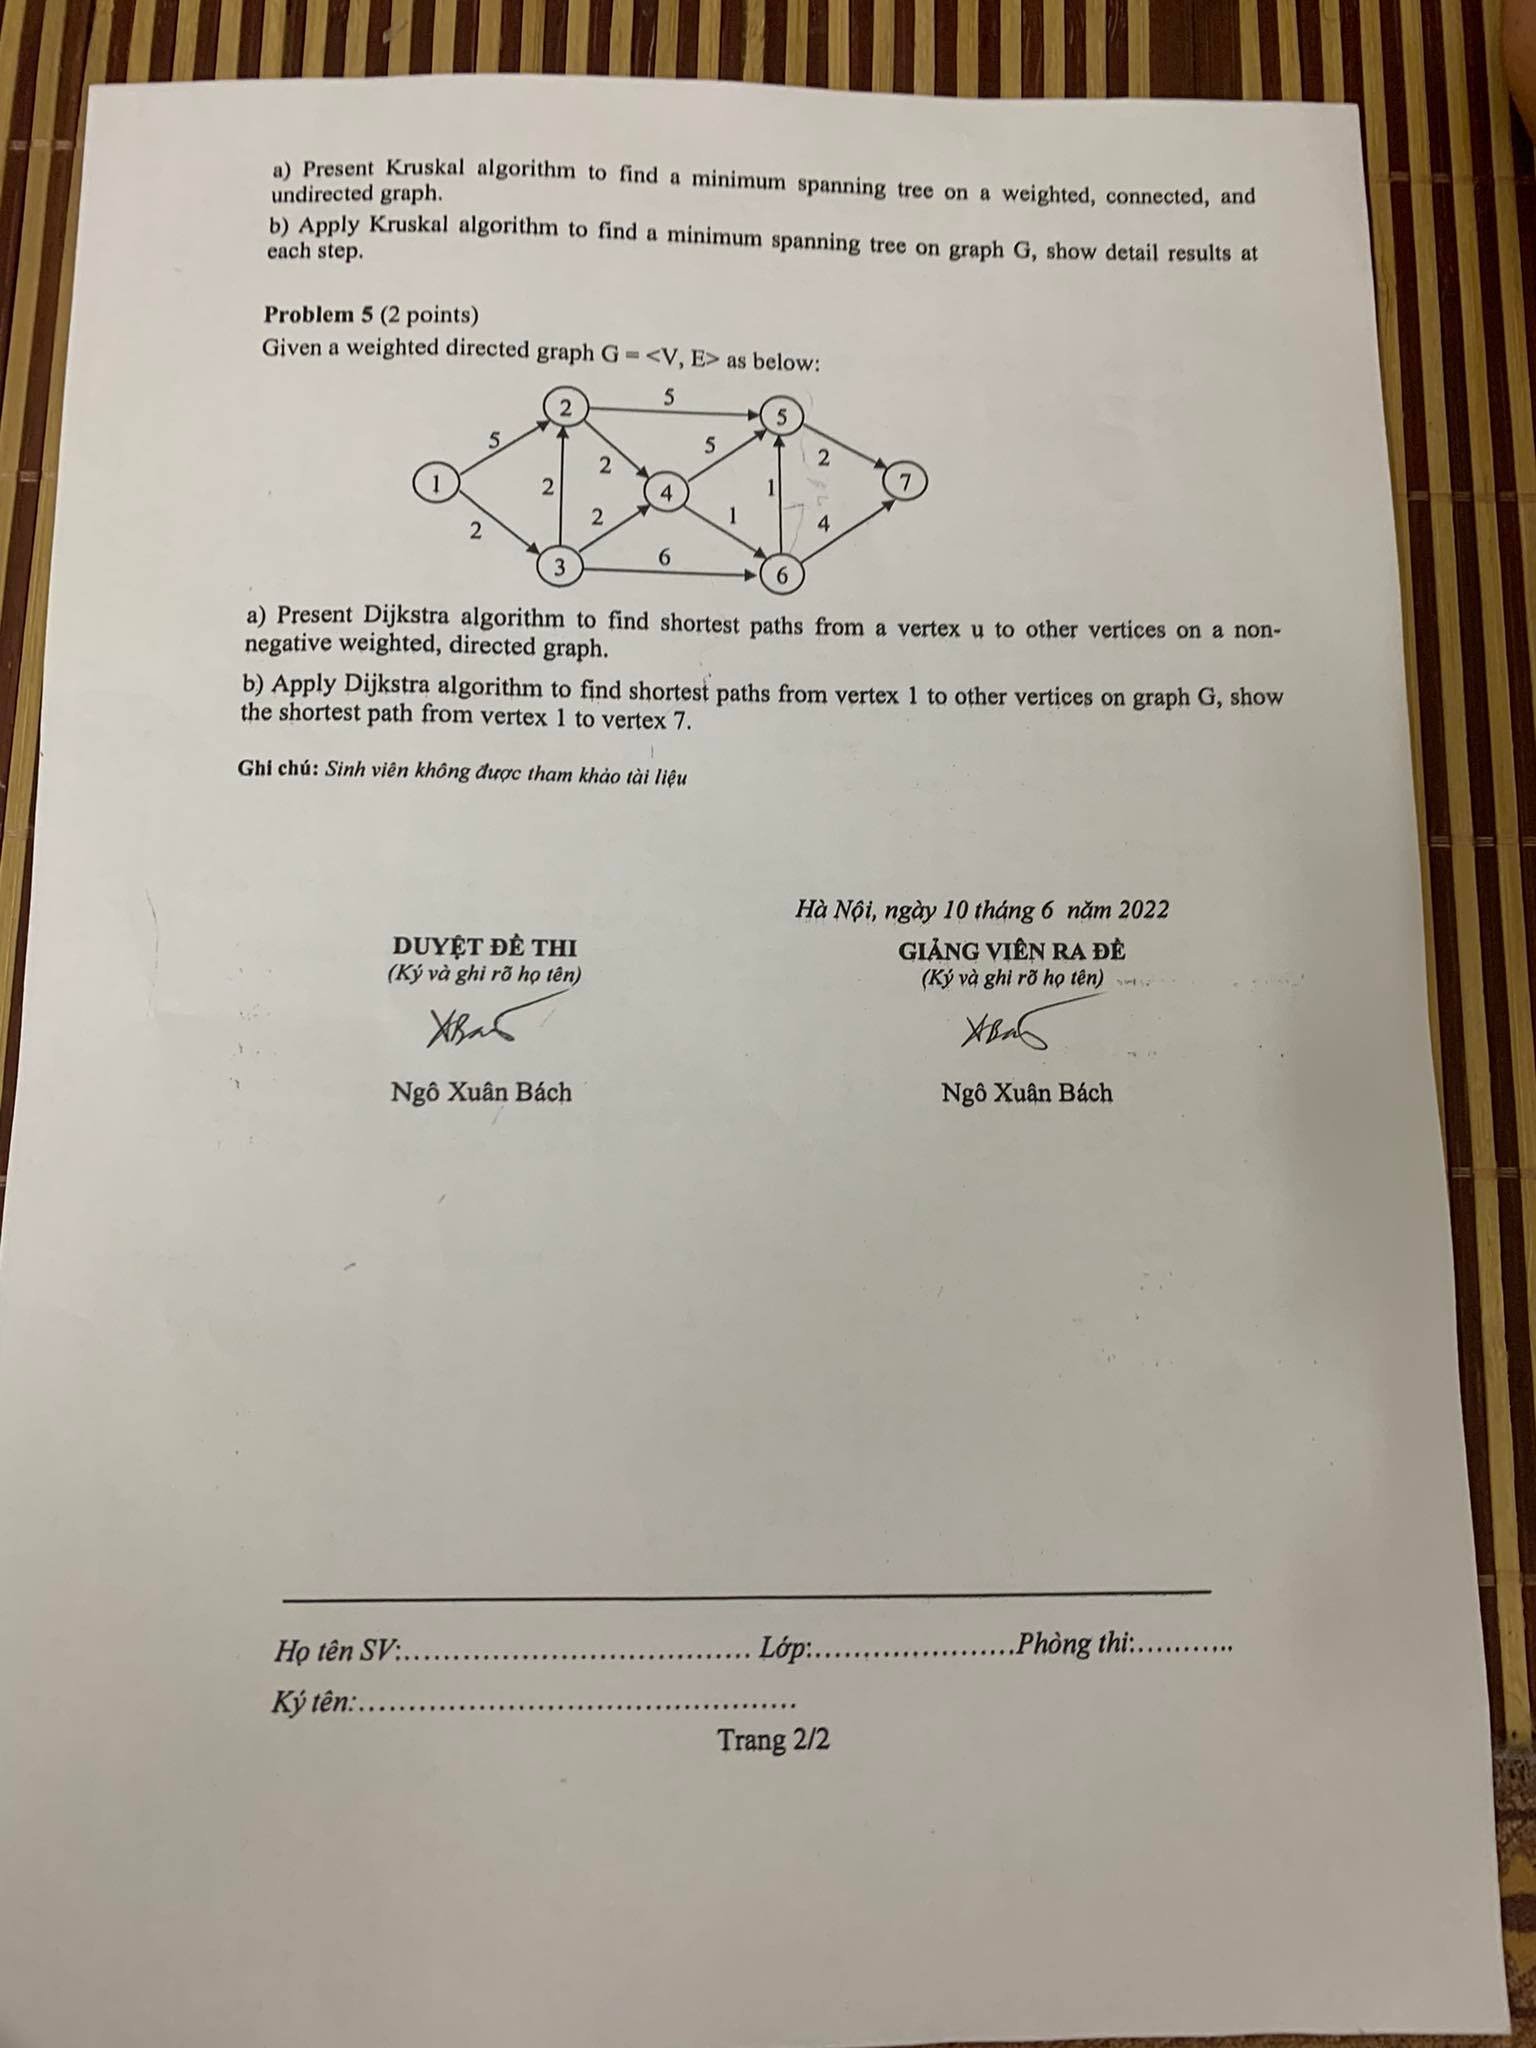 a) Present Kruskal algorithm to find a minimum spanning tree on a weighted, connected, and
undirected graph.
b) Apply Kruskal algorithm to find a minimum spanning tree on graph G, show detail results at
each step.
Problem 5 (2 points)
Given a weighted directed graph G = <V, E> as below:
2 5 5
5 2 5 2
1 2 4 1 7
2 2 1 4
3 6 6
a) Present Dijkstra algorithm to find shortest paths from a vertex u to other vertices on a non-
negative weighted, directed graph.
b) Apply Dijkstra algorithm to find shortest paths from vertex 1 to other vertices on graph G, show
the shortest path from vertex 1 to vertex 7.
Ghi chú: Sinh viên không được tham khảo tài liệu
Hà Nội, ngày 10 tháng 6 năm 2022
DUYỆT ĐỀ THI
GIẢNG VIÊN RA ĐỀ
(Ký và ghi rõ họ tên)
(Ký và ghi rõ họ tên)
Ngô Xuân Bách
Ngô Xuân Bách
Họ tên SV:........................................ Lớp:........................Phòng thi:............
Ký tên:..................................................
Trang 2/2